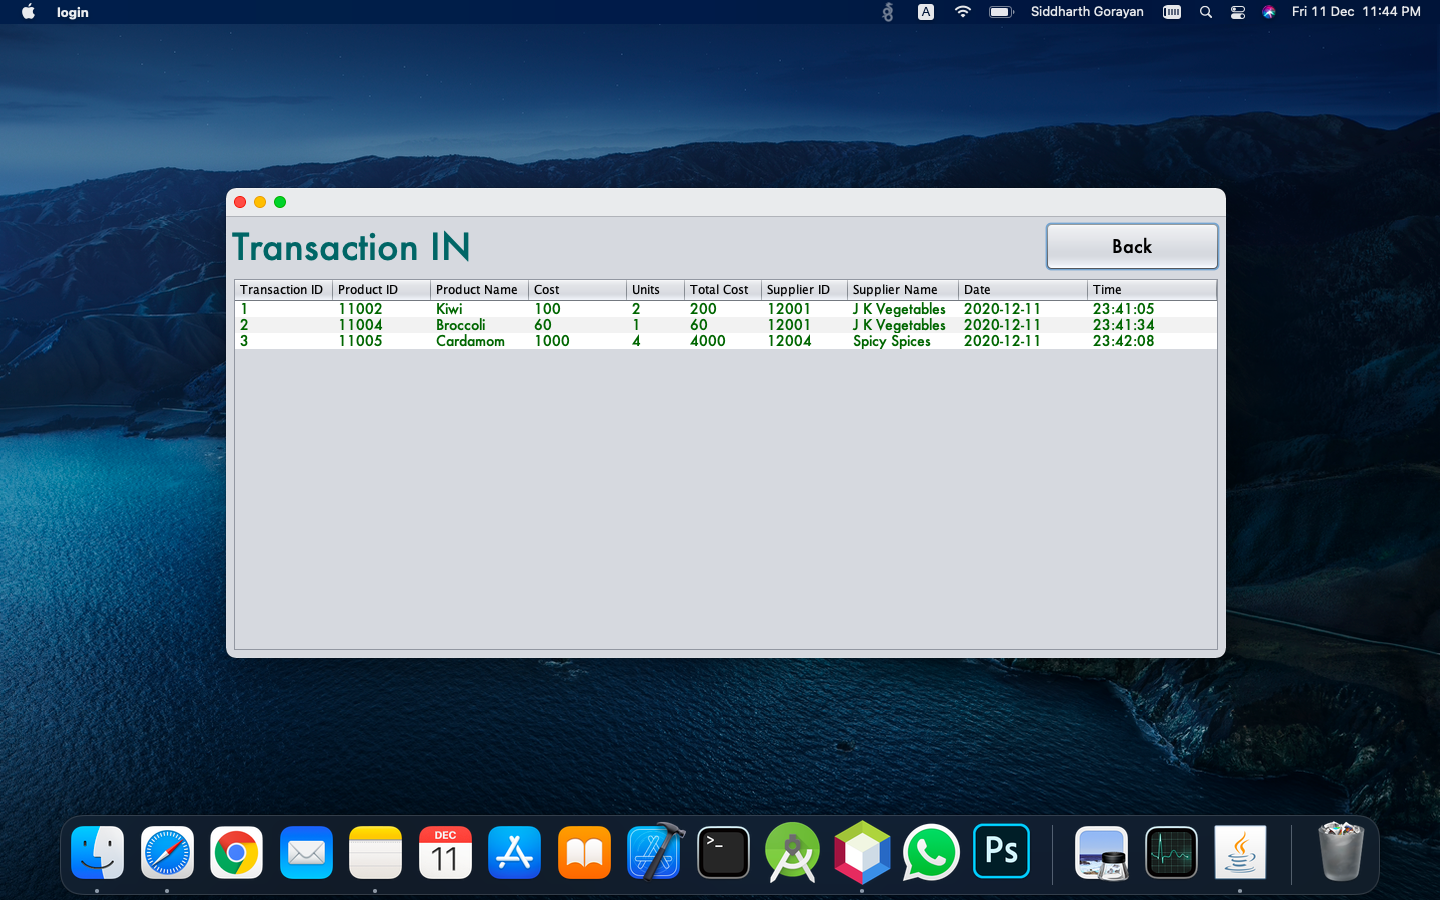 login A Siddharth Gorayan Fri 11 Dec 11:44 PM
Transaction IN Back
Transaction ID Product ID Product Name Cost Units Total Cost Supplier ID Supplier Name Date Time
1 11002 Kiwi 100 2 200 12001 J K Vegetables 2020-12-11 23:41:05
2 11004 Broccoli 60 1 60 12001 J K Vegetables 2020-12-11 23:41:34
3 11005 Cardamom 1000 4 4000 12004 Spicy Spices 2020-12-11 23:42:08
DEC
11
>_
Ps